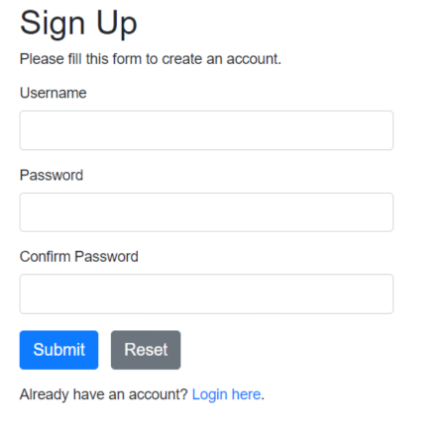 Sign Up
Please fill this form to create an account.
Username
Password
Confirm Password
Submit Reset
Already have an account? Login here.